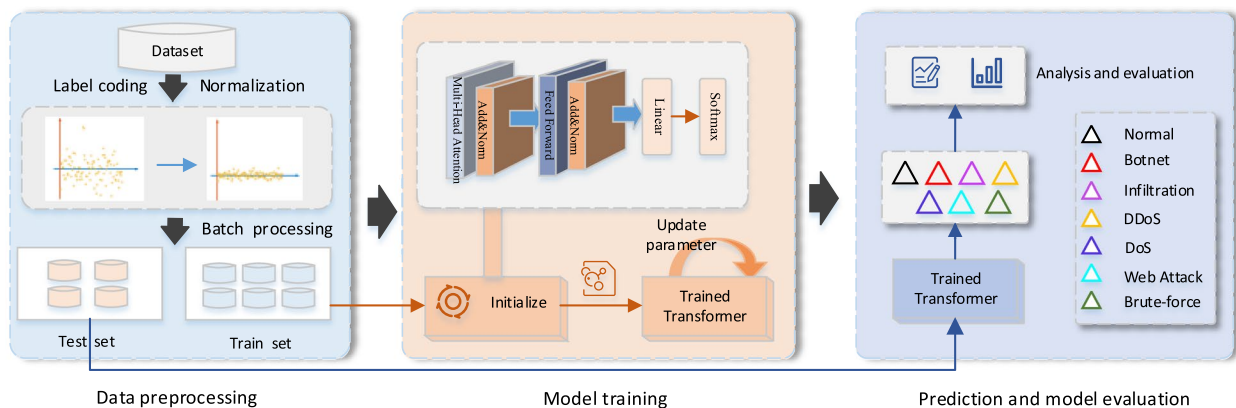 Dataset
Label coding
Normalization
Batch processing
Test set
Train set
Data preprocessing
Multi-Head
Attention
Add&Norm
Feed Forward
Add&Norm
Linear
Softmax
Update
parameter
Initialize
Trained
Transformer
Model training
Analysis and evaluation
Normal
Botnet
Infiltration
DDoS
DoS
Web Attack
Brute-force
Trained
Transformer
Prediction and model evaluation